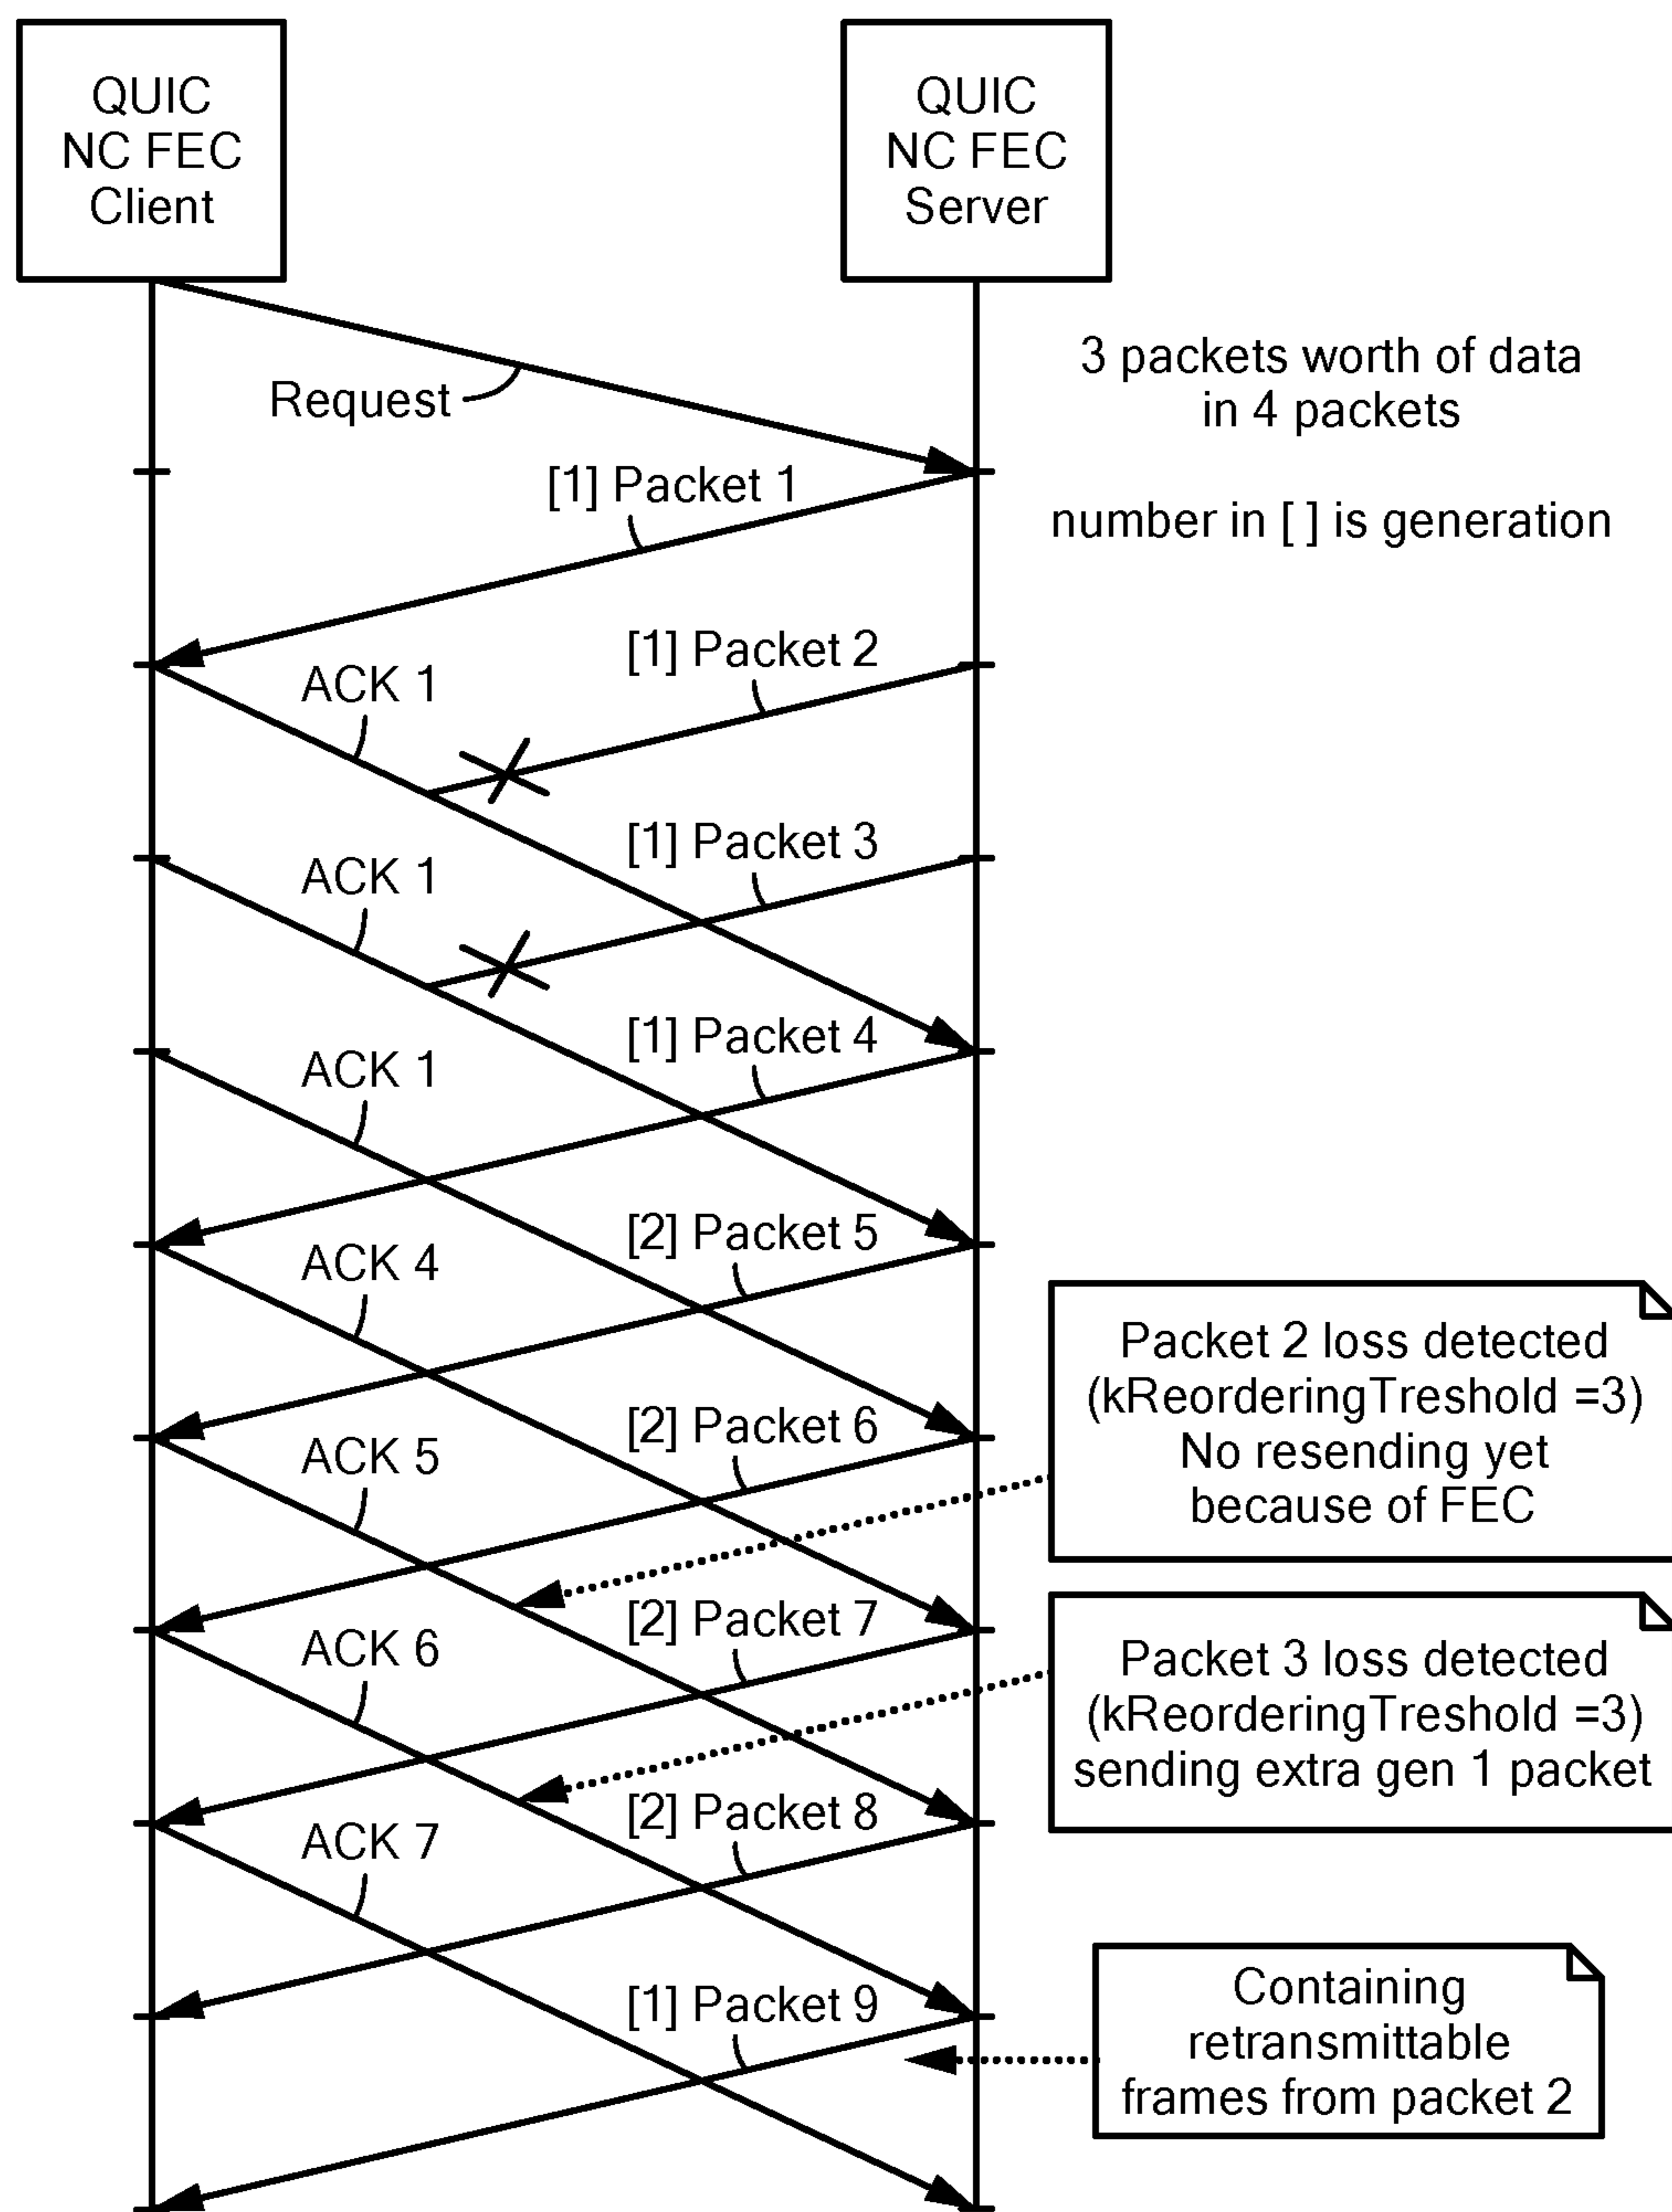 QUIC
NC FEC
Client
QUIC
NC FEC
Server
3 packets worth of data
in 4 packets
Request
[1] Packet 1
number in [ ] is generation
[1] Packet 2
ACK 1
[1] Packet 3
ACK 1
[1] Packet 4
ACK 1
[2] Packet 5
ACK 4
Packet 2 loss detected
(kReorderingTreshold =3)
No resending yet
because of FEC
[2] Packet 6
ACK 5
[2] Packet 7
ACK 6
Packet 3 loss detected
(kReorderingTreshold =3)
sending extra gen 1 packet
[2] Packet 8
ACK 7
[1] Packet 9
Containing
retransmittable
frames from packet 2